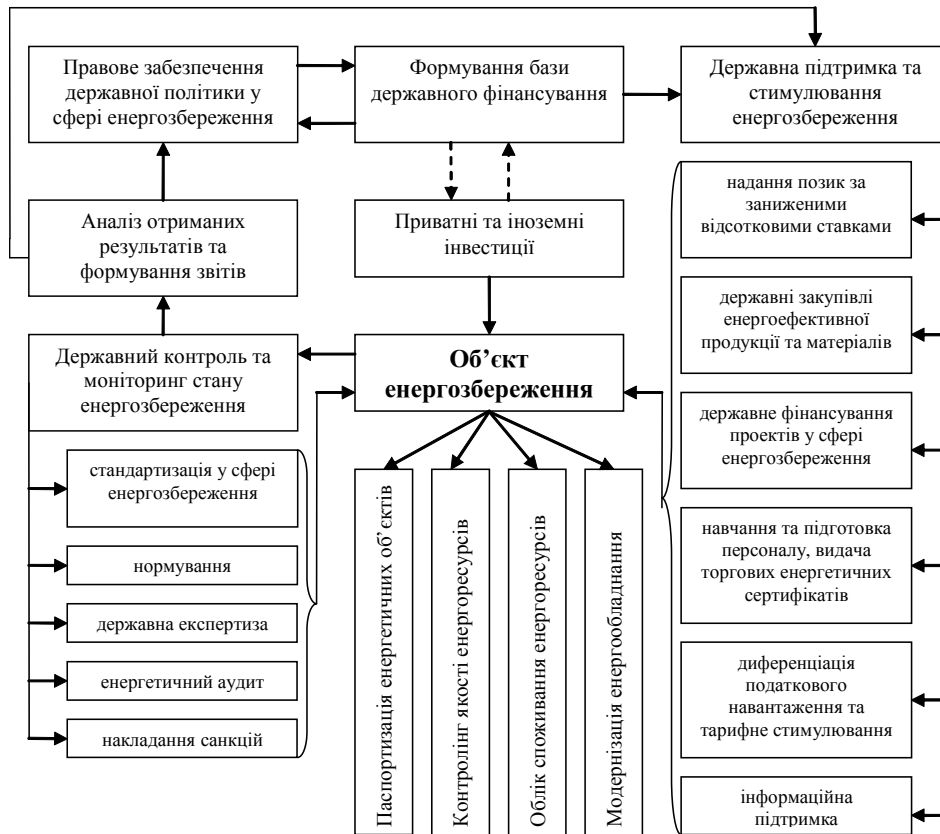 Правове забезпечення
державної політики у
сфері енергозбереження
Формування бази
державного фінансування
Державна підтримка та
стимулювання
енергозбереження
Аналіз отриманих
результатів та
формування звітів
Приватні та іноземні
інвестиції
надання позик за
заниженими
відсотковими ставками
державні закупівлі
енергоефективної
продукції та матеріалів
Державний контроль та
моніторинг стану
енергозбереження
Об’єкт
енергозбереження
державне фінансування
проектів у сфері
енергозбереження
стандартизація у сфері
енергозбереження
нормування
державна експертиза
енергетичний аудит
накладання санкцій
Паспортизація енергетичних об’єктів
Контролінг якості енергоресурсів
Облік споживання енергоресурсів
Модернізація енергообладнання
навчання та підготовка
персоналу, видача
торгових енергетичних
сертифікатів
диференціація
податкового
навантаження та
тарифне стимулювання
інформаційна
підтримка